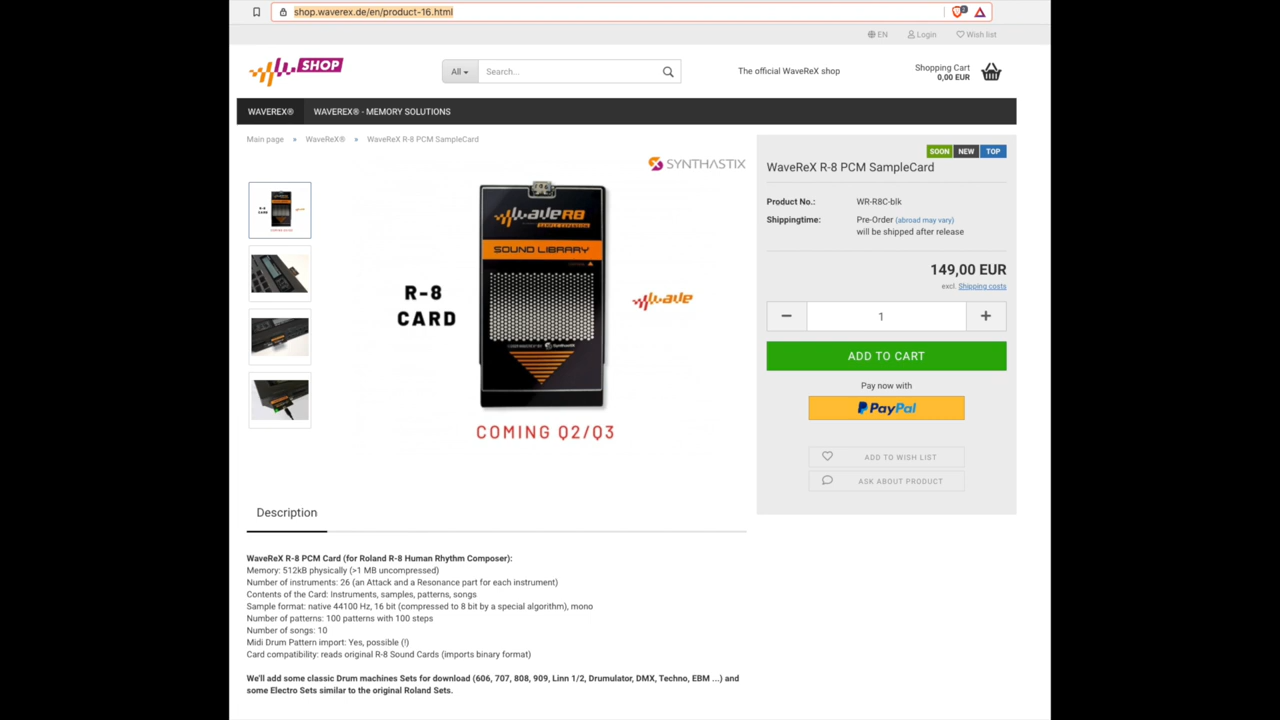 shop.waverex.de/en/product-16.html
EN Login Wish list
SHOP
All Search... The official WaveReX shop Shopping Cart
0,00 EUR
WAVEREX® WAVEREX® - MEMORY SOLUTIONS
Main page » WaveReX® » WaveReX R-8 PCM SampleCard
SYNTHASTIX
WAVER8
SAMPLE EXPANSION
SOUND LIBRARY
R-8
CARD
wave
COMING Q2/Q3
SOON NEW TOP
WaveReX R-8 PCM SampleCard
Product No.: WR-R8C-blk
Shippingtime: Pre-Order (abroad may vary)
will be shipped after release
149,00 EUR
excl. Shipping costs
1
ADD TO CART
Pay now with
PayPal
ADD TO WISH LIST
ASK ABOUT PRODUCT
Description
WaveReX R-8 PCM Card (for Roland R-8 Human Rhythm Composer):
Memory: 512kB physically (>1 MB uncompressed)
Number of instruments: 26 (an Attack and a Resonance part for each instrument)
Contents of the Card: Instruments, samples, patterns, songs
Sample format: native 44100 Hz, 16 bit (compressed to 8 bit by a special algorithm), mono
Number of patterns: 100 patterns with 100 steps
Number of songs: 10
Midi Drum Pattern import: Yes, possible (!)
Card compatibility: reads original R-8 Sound Cards (imports binary format)
We'll add some classic Drum machines Sets for download (606, 707, 808, 909, Linn 1/2, Drumulator, DMX, Techno, EBM ...) and
some Electro Sets similar to the original Roland Sets.